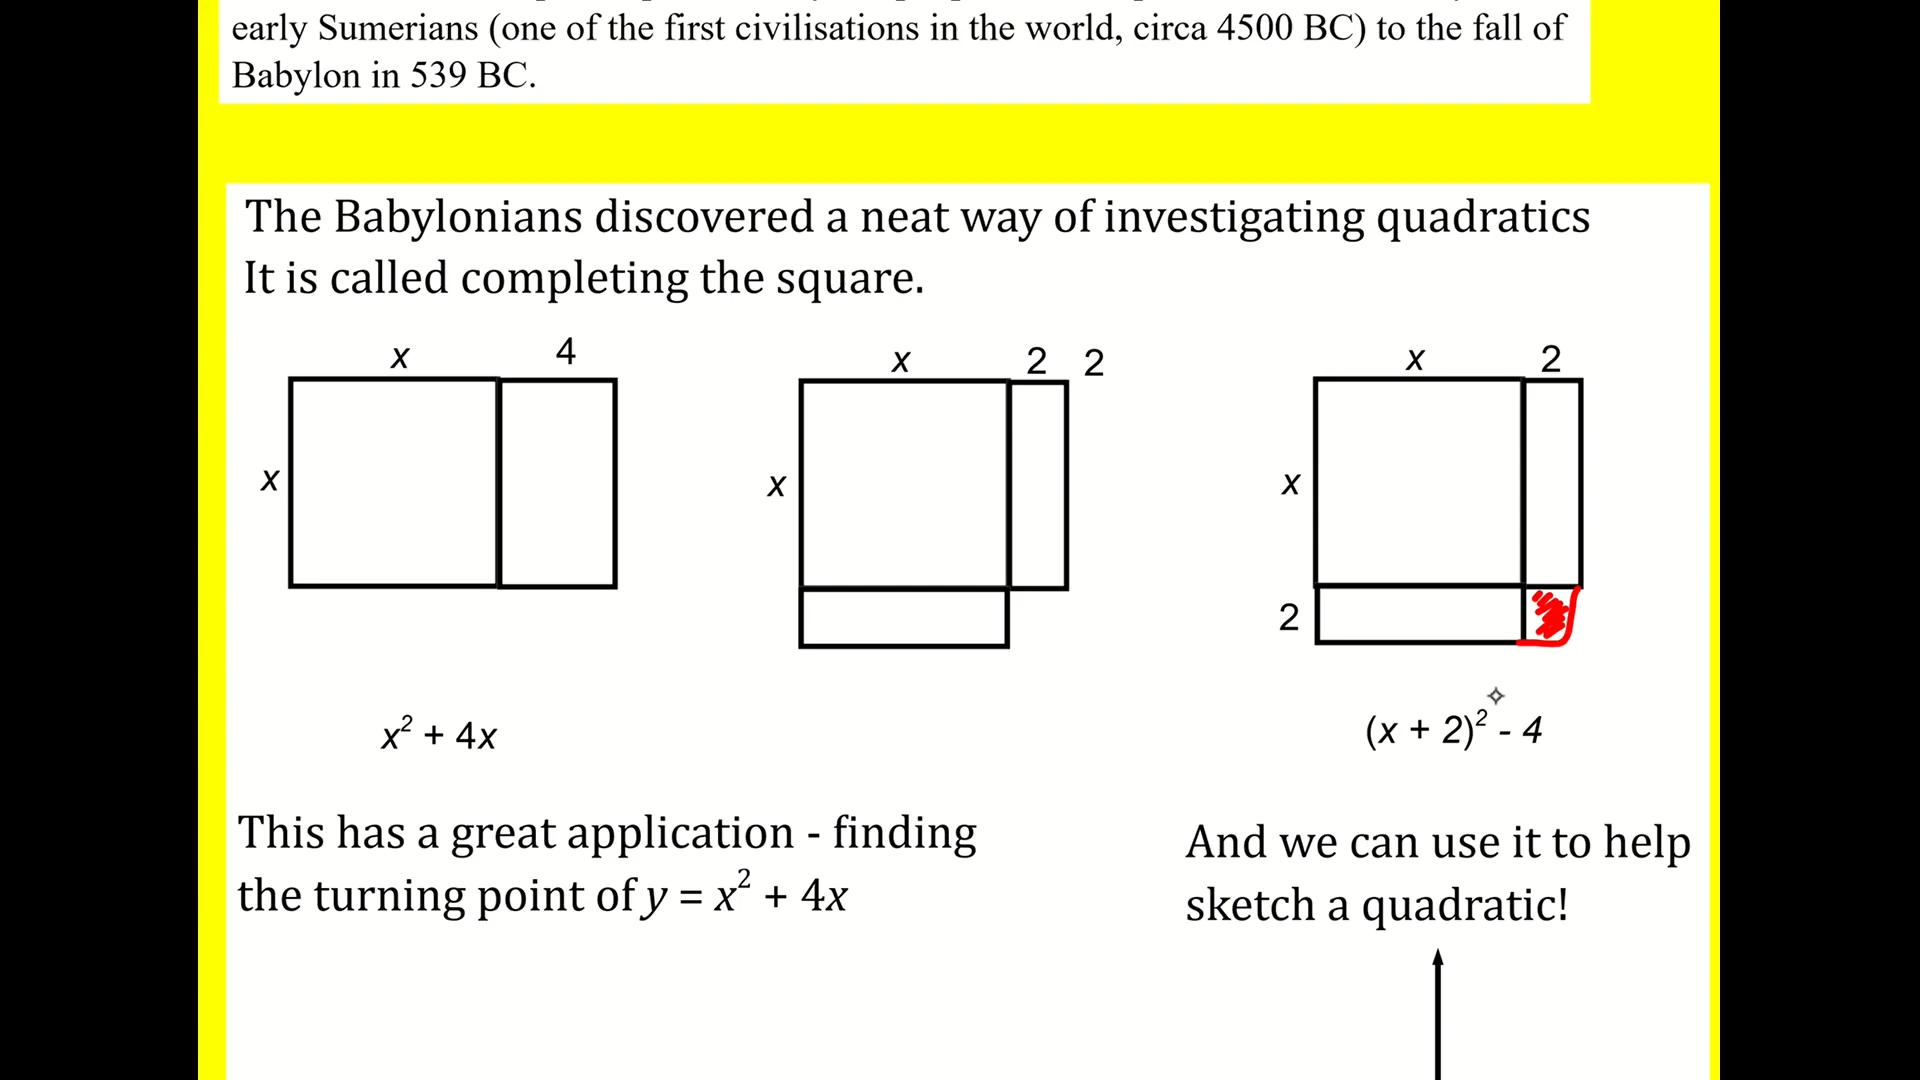 early Sumerians (one of the first civilisations in the world, circa 4500 BC) to the fall of
Babylon in 539 BC.
The Babylonians discovered a neat way of investigating quadratics
It is called completing the square.
x 4
x
x 2 2
x
x 2
x
2
x² + 4x
(x + 2)² - 4
This has a great application - finding
the turning point of y = x² + 4x
And we can use it to help
sketch a quadratic!